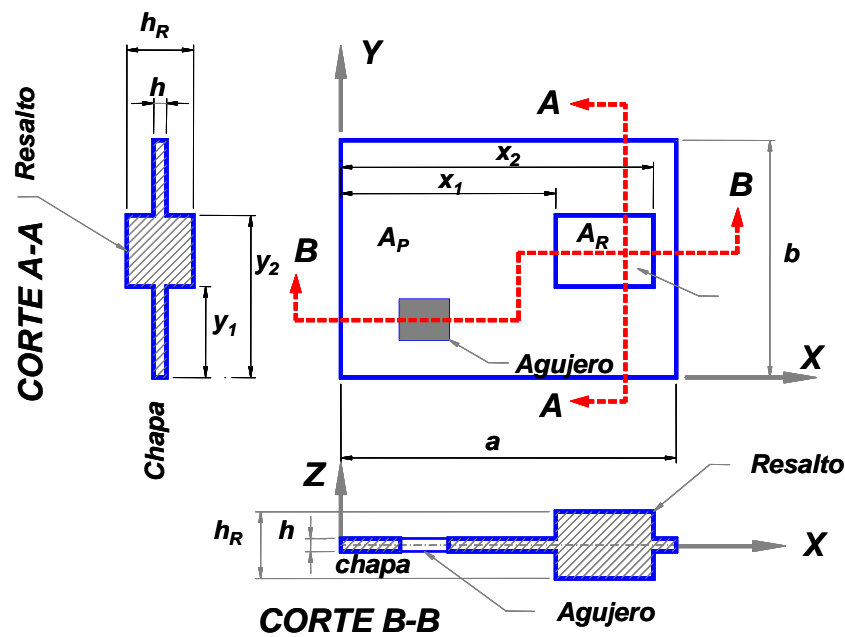 h_R
h
Resalto
CORTE A-A
y_2
y_1
Chapa
Y
A
x_2
x_1
B
B
A_P
A_R
b
Agujero
X
A
a
Z
Resalto
h_R
h
X
chapa
Agujero
CORTE B-B